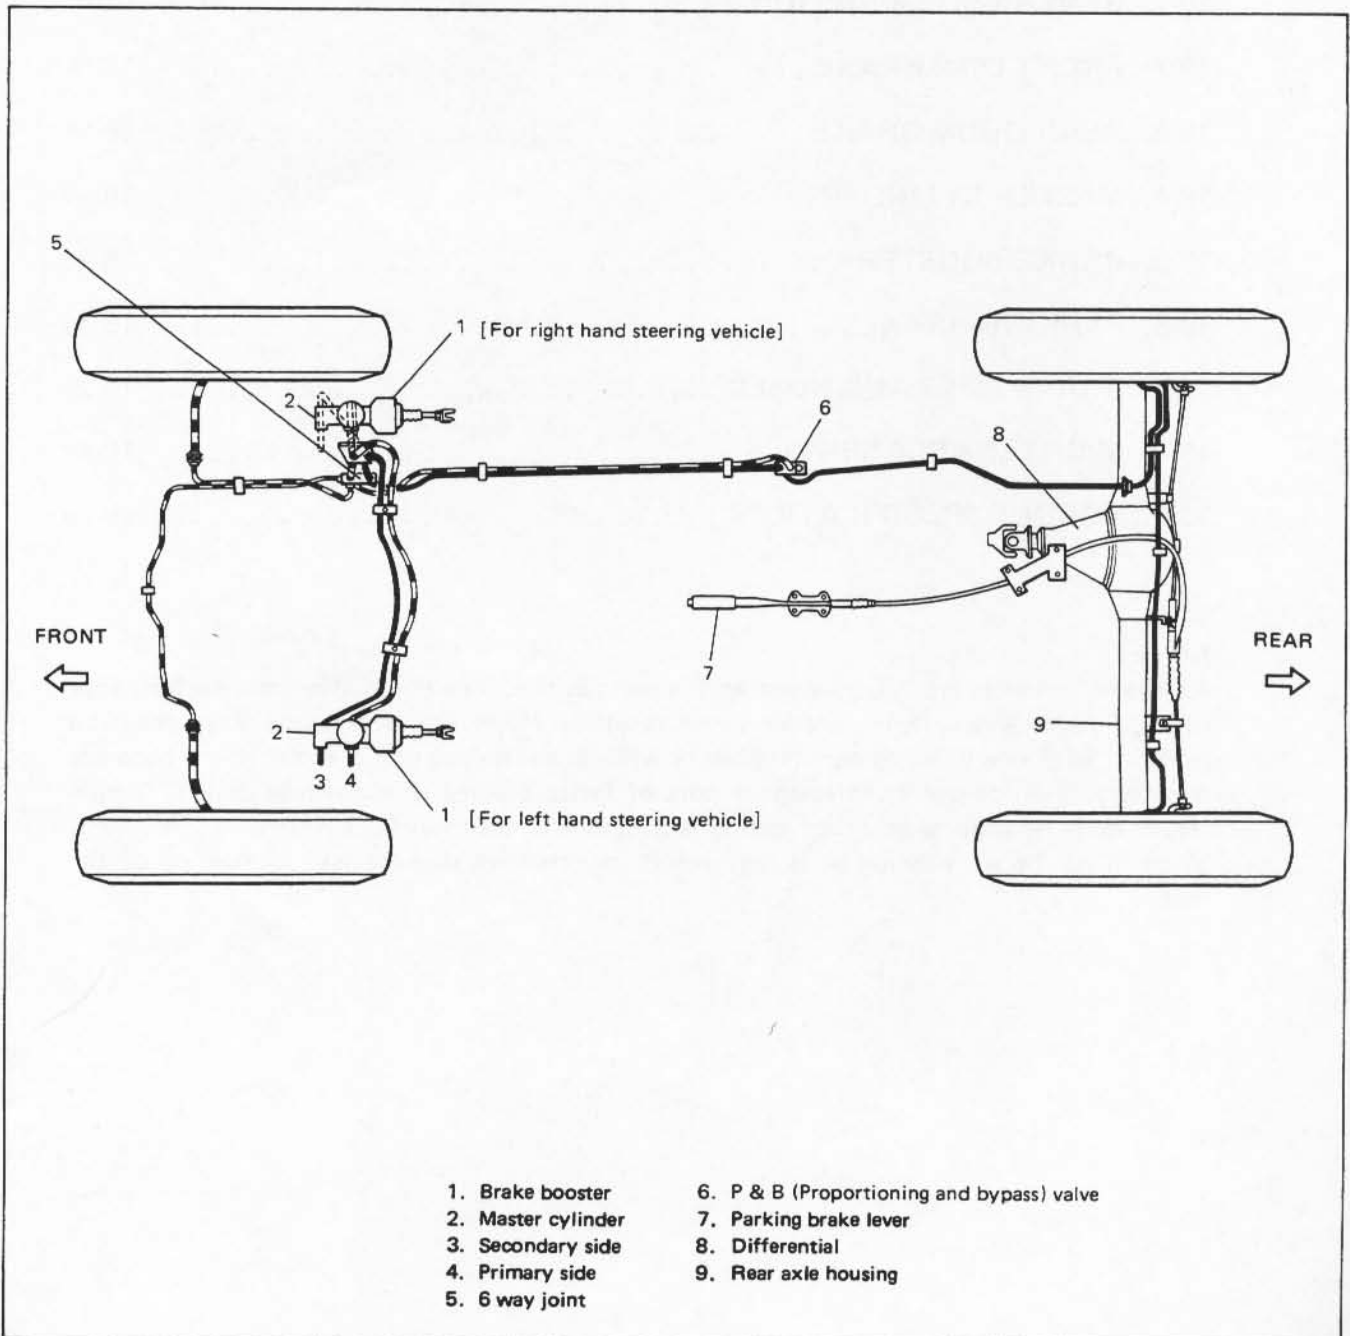 5
1 [For right hand steering vehicle]
2
6
8
FRONT
REAR
7
9
2
3 4
1 [For left hand steering vehicle]
1. Brake booster
2. Master cylinder
3. Secondary side
4. Primary side
5. 6 way joint
6. P & B (Proportioning and bypass) valve
7. Parking brake lever
8. Differential
9. Rear axle housing